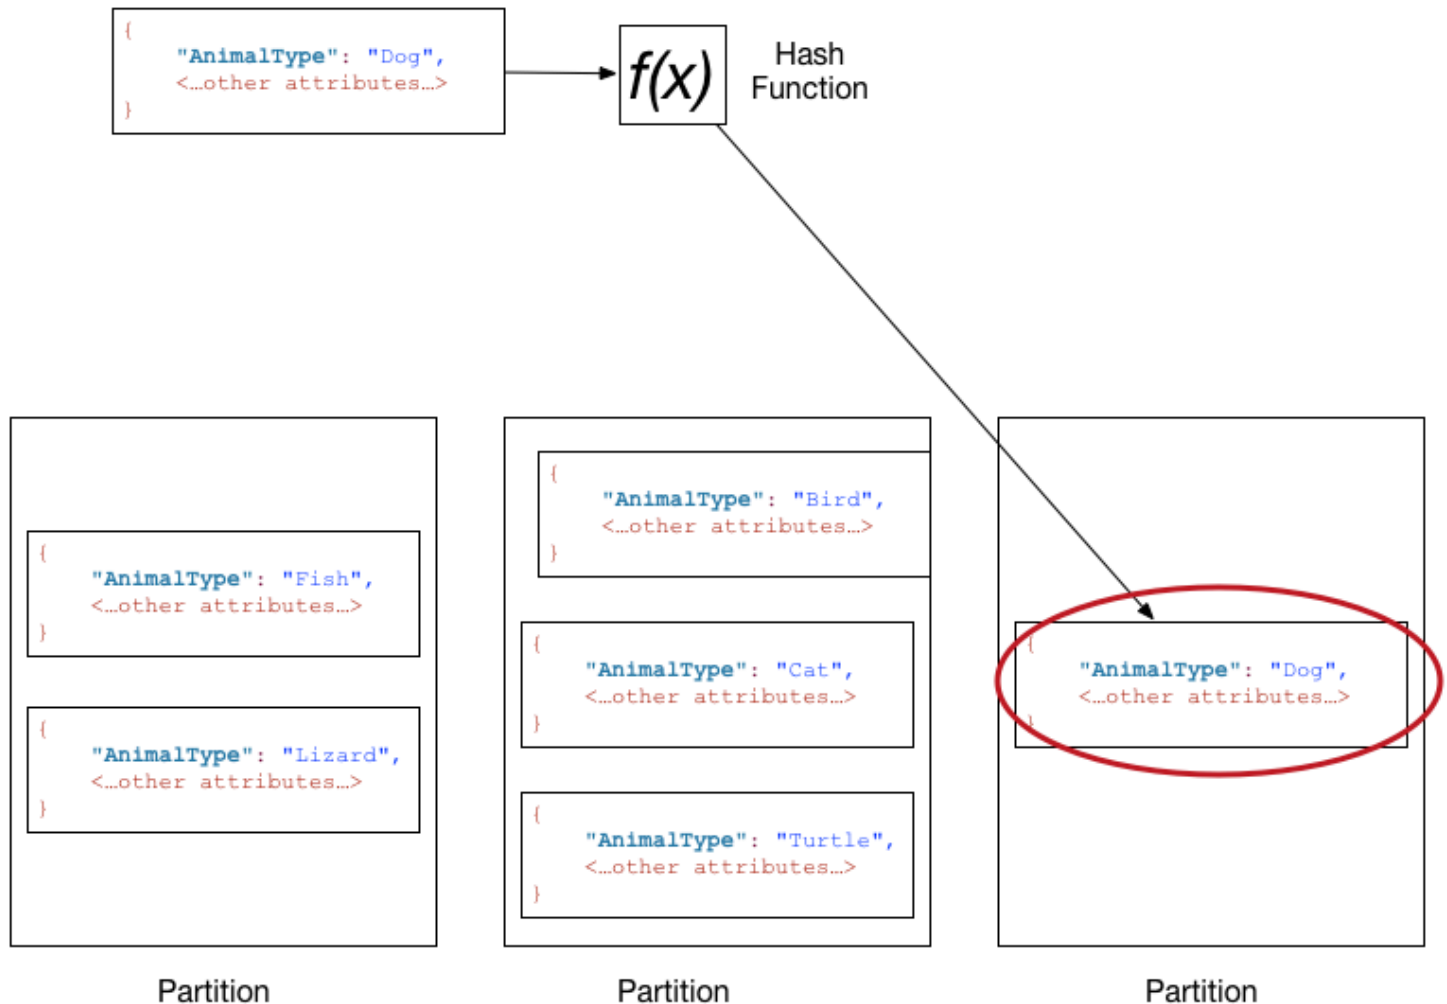 {
"AnimalType": "Dog",
<…other attributes…>
}
f(x)
Hash
Function
{
"AnimalType": "Fish",
<…other attributes…>
}
{
"AnimalType": "Lizard",
<…other attributes…>
}
Partition
{
"AnimalType": "Bird",
<…other attributes…>
}
{
"AnimalType": "Cat",
<…other attributes…>
}
{
"AnimalType": "Turtle",
<…other attributes…>
}
Partition
{
"AnimalType": "Dog",
<…other attributes…>
}
Partition